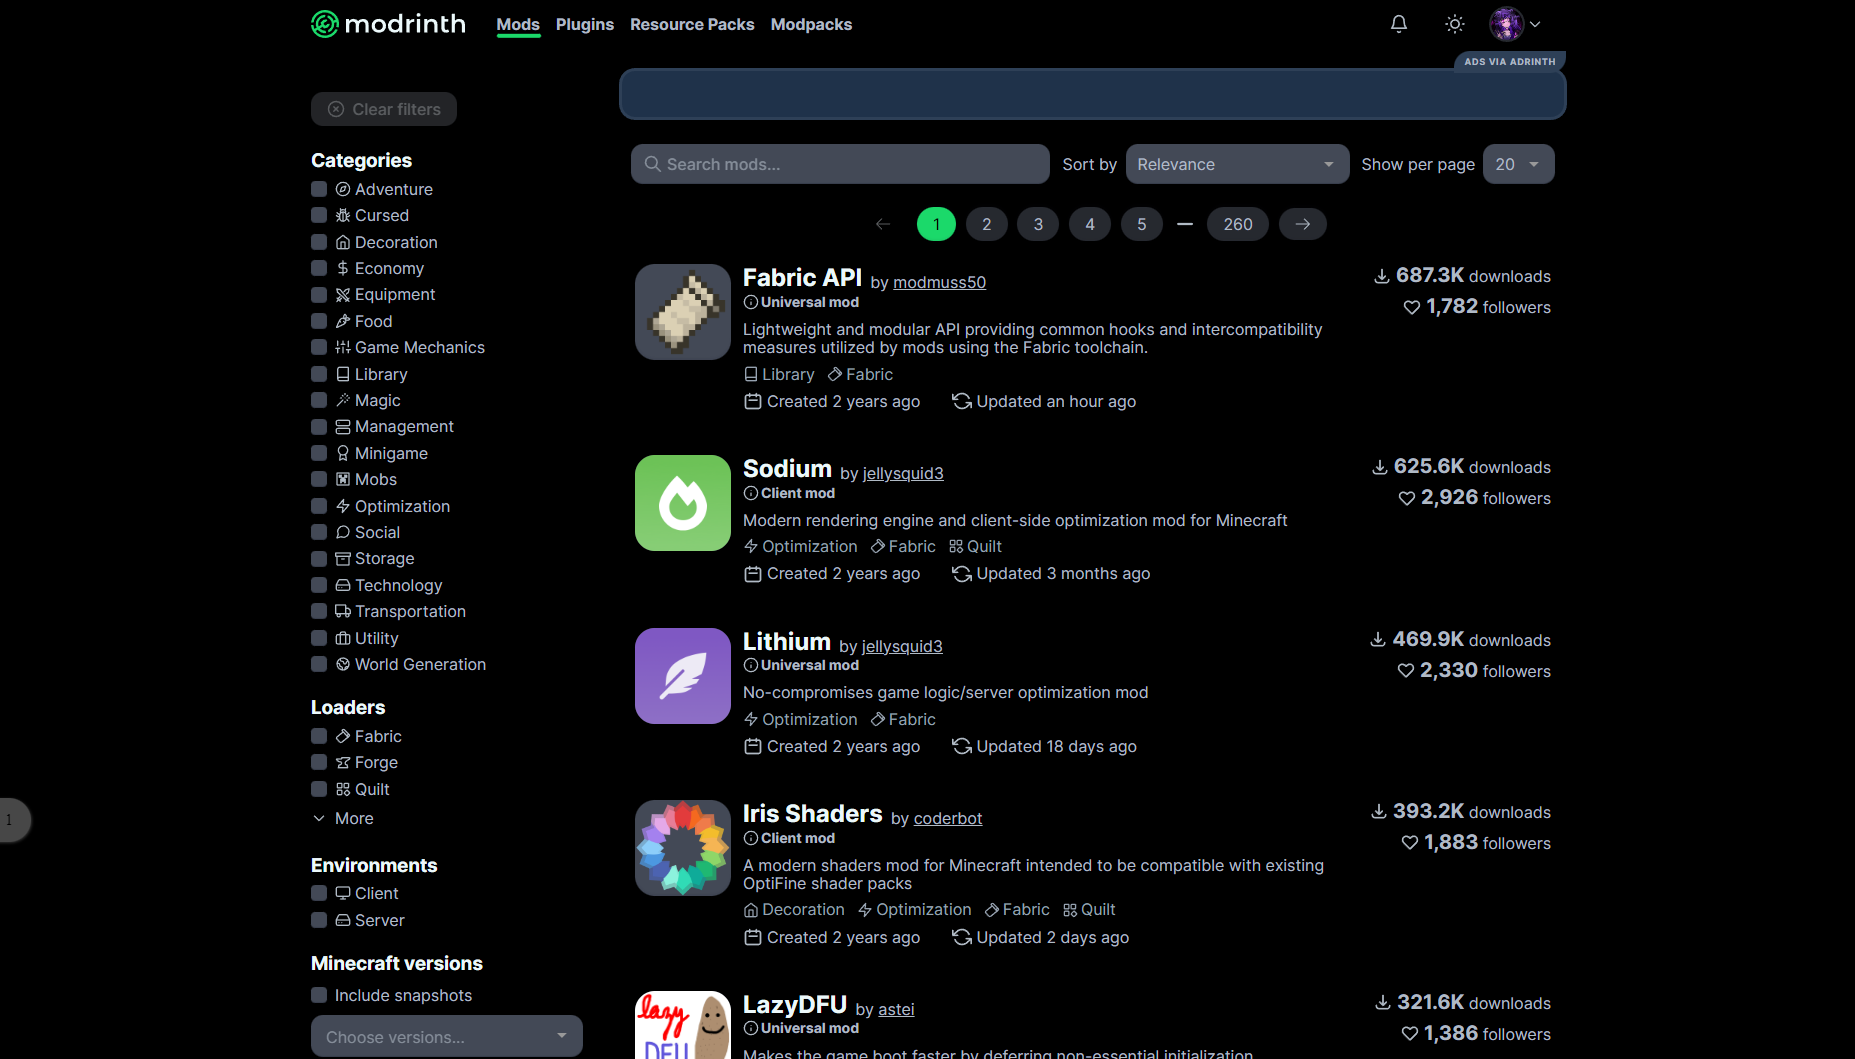 modrinth
Mods Plugins Resource Packs Modpacks
ADS VIA ADRINTH
Clear filters
Categories
Adventure
Cursed
Decoration
Economy
Equipment
Food
Game Mechanics
Library
Magic
Management
Minigame
Mobs
Optimization
Social
Storage
Technology
Transportation
Utility
World Generation
Loaders
Fabric
Forge
Quilt
More
1
Environments
Client
Server
Minecraft versions
Include snapshots
Choose versions...
Search mods... Sort by Relevance Show per page 20
1 2 3 4 5 260
Fabric API by modmuss50
Universal mod
Lightweight and modular API providing common hooks and intercompatibility
measures utilized by mods using the Fabric toolchain.
Library Fabric
Created 2 years ago Updated an hour ago
687.3K downloads
1,782 followers
Sodium by jellysquid3
Client mod
Modern rendering engine and client-side optimization mod for Minecraft
Optimization Fabric Quilt
Created 2 years ago Updated 3 months ago
625.6K downloads
2,926 followers
Lithium by jellysquid3
Universal mod
No-compromises game logic/server optimization mod
Optimization Fabric
Created 2 years ago Updated 18 days ago
469.9K downloads
2,330 followers
Iris Shaders by coderbot
Client mod
A modern shaders mod for Minecraft intended to be compatible with existing
OptiFine shader packs
Decoration Optimization Fabric Quilt
Created 2 years ago Updated 2 days ago
393.2K downloads
1,883 followers
lazy
DFU
LazyDFU by astei
Universal mod
Makes the game boot faster by deferring non-essential initialization
321.6K downloads
1,386 followers